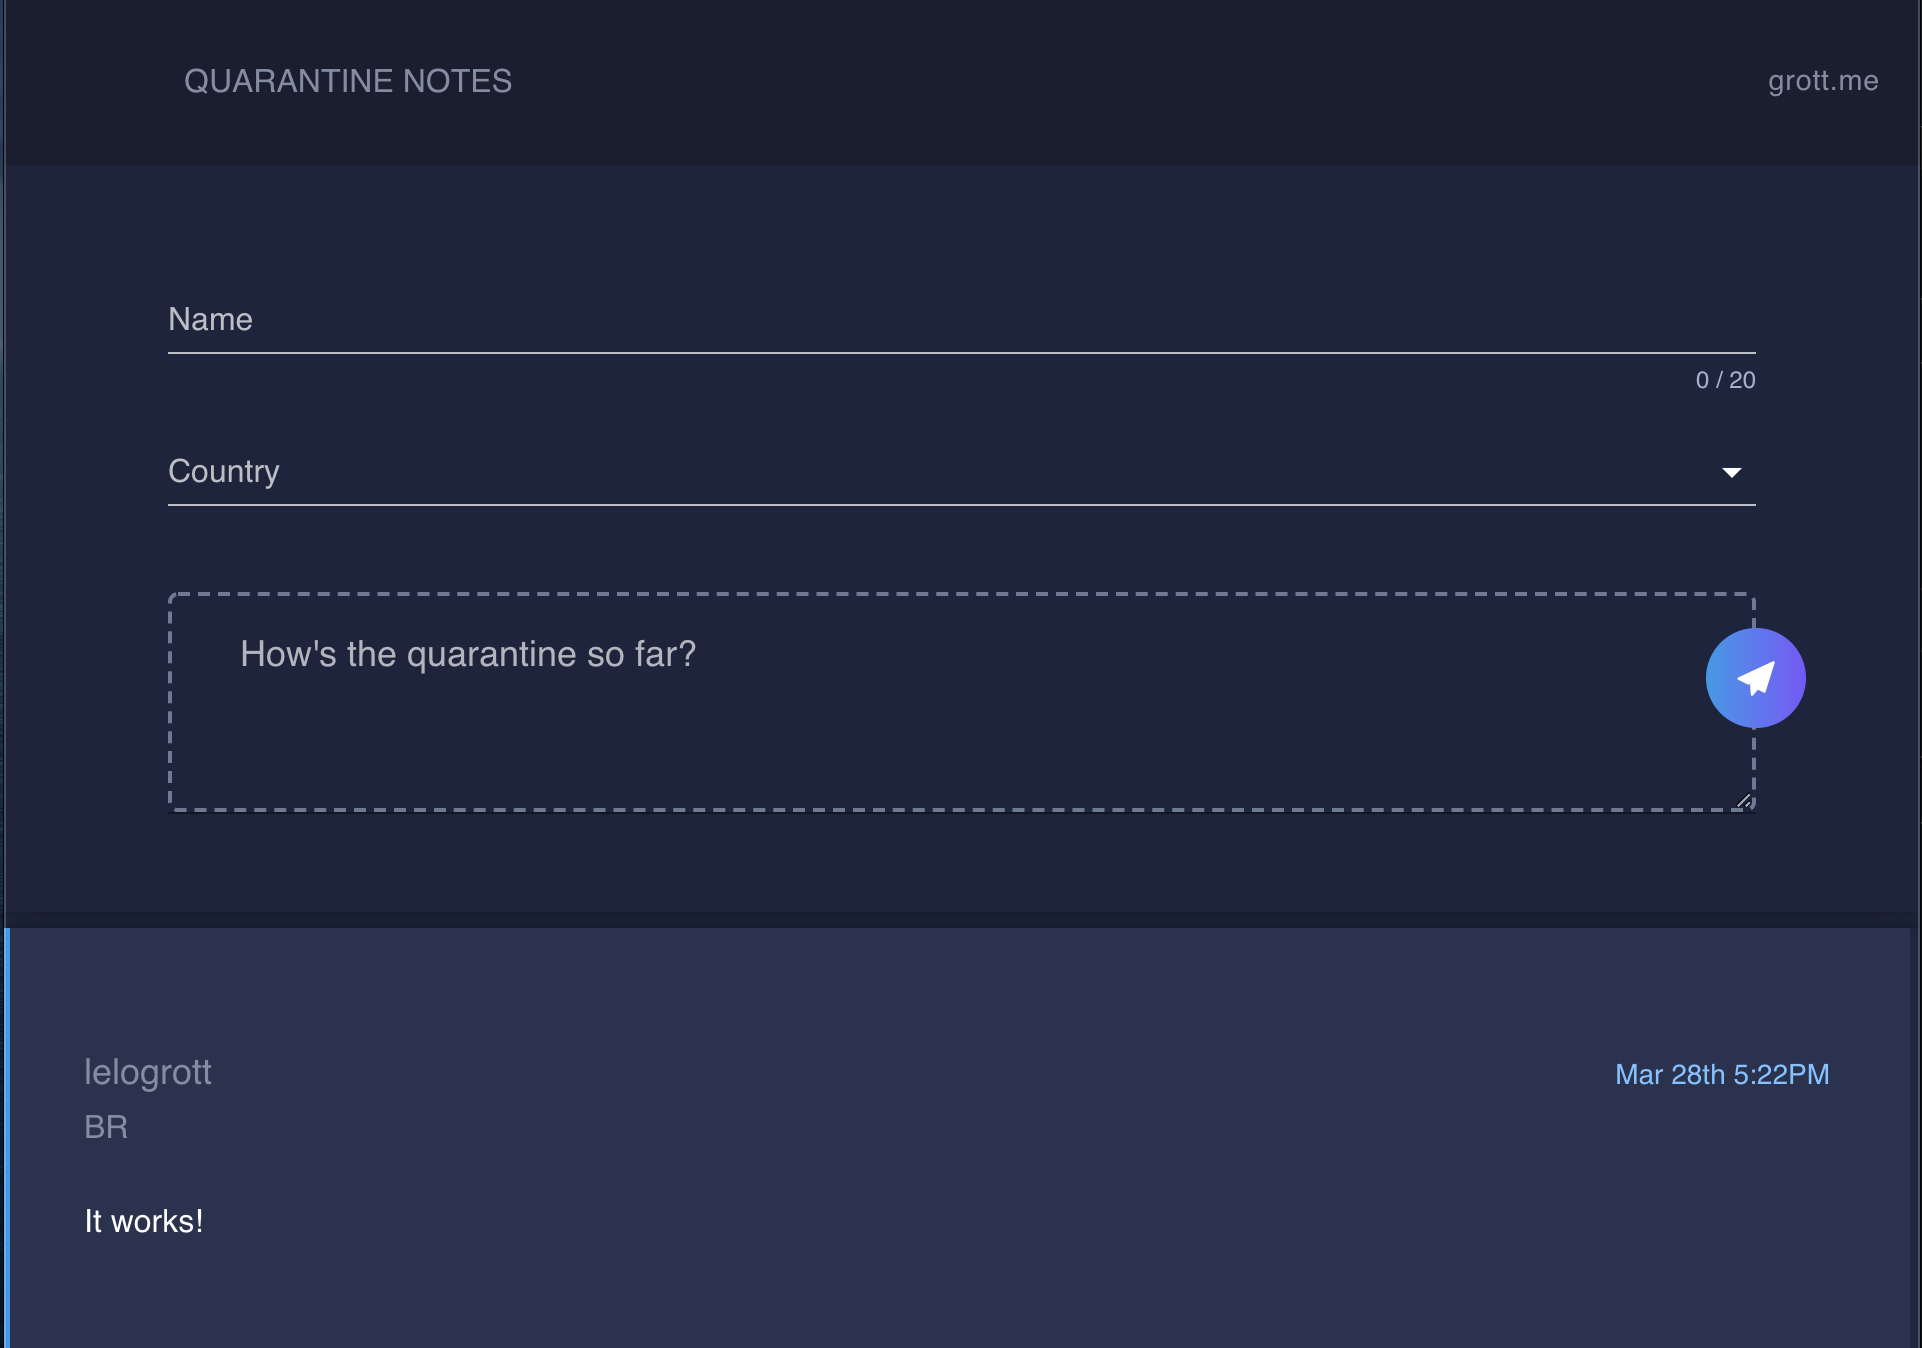 QUARANTINE NOTES
grott.me
Name
0 / 20
Country
How's the quarantine so far?
lelogrott
Mar 28th 5:22PM
BR
It works!